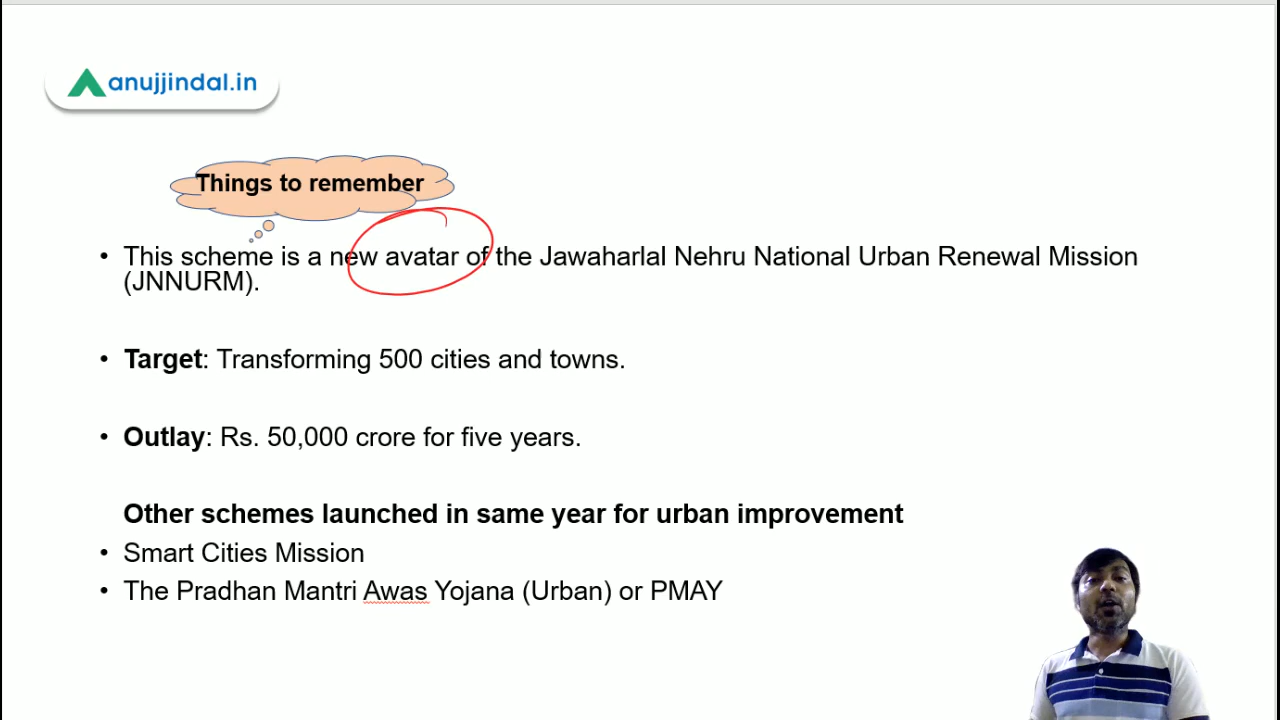 anujjindal.in
Things to remember
• This scheme is a new avatar of the Jawaharlal Nehru National Urban Renewal Mission
(JNNURM).
• Target: Transforming 500 cities and towns.
• Outlay: Rs. 50,000 crore for five years.
Other schemes launched in same year for urban improvement
• Smart Cities Mission
• The Pradhan Mantri Awas Yojana (Urban) or PMAY